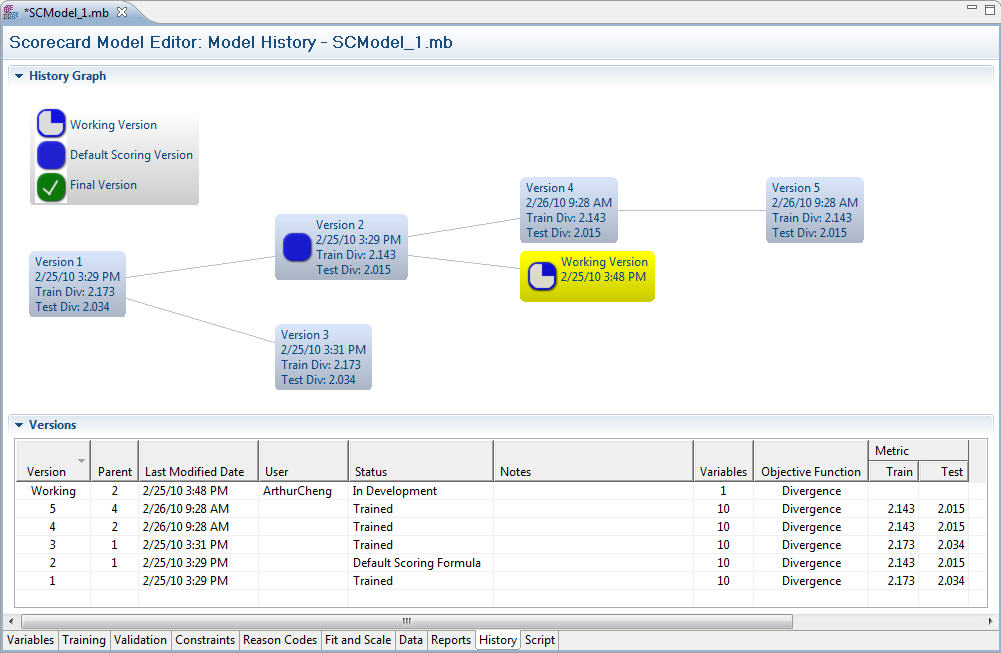 *SCModel_1.mb
Scorecard Model Editor: Model History - SCModel_1.mb
History Graph
Working Version
Default Scoring Version
Final Version
Version 1
2/25/10 3:29 PM
Train Div: 2.173
Test Div: 2.034
Version 2
2/25/10 3:29 PM
Train Div: 2.143
Test Div: 2.015
Version 3
2/25/10 3:31 PM
Train Div: 2.173
Test Div: 2.034
Version 4
2/26/10 9:28 AM
Train Div: 2.143
Test Div: 2.015
Working Version
2/25/10 3:48 PM
Version 5
2/26/10 9:28 AM
Train Div: 2.143
Test Div: 2.015
Versions
Metric
Version Parent Last Modified Date User Status Notes Variables Objective Function Train Test
Working 2 2/25/10 3:48 PM ArthurCheng In Development 1 Divergence
5 4 2/26/10 9:28 AM Trained 10 Divergence 2.143 2.015
4 2 2/26/10 9:28 AM Trained 10 Divergence 2.143 2.015
3 1 2/25/10 3:31 PM Trained 10 Divergence 2.173 2.034
2 1 2/25/10 3:29 PM Default Scoring Formula 10 Divergence 2.143 2.015
1 2/25/10 3:29 PM Trained 10 Divergence 2.173 2.034
Variables Training Validation Constraints Reason Codes Fit and Scale Data Reports History Script